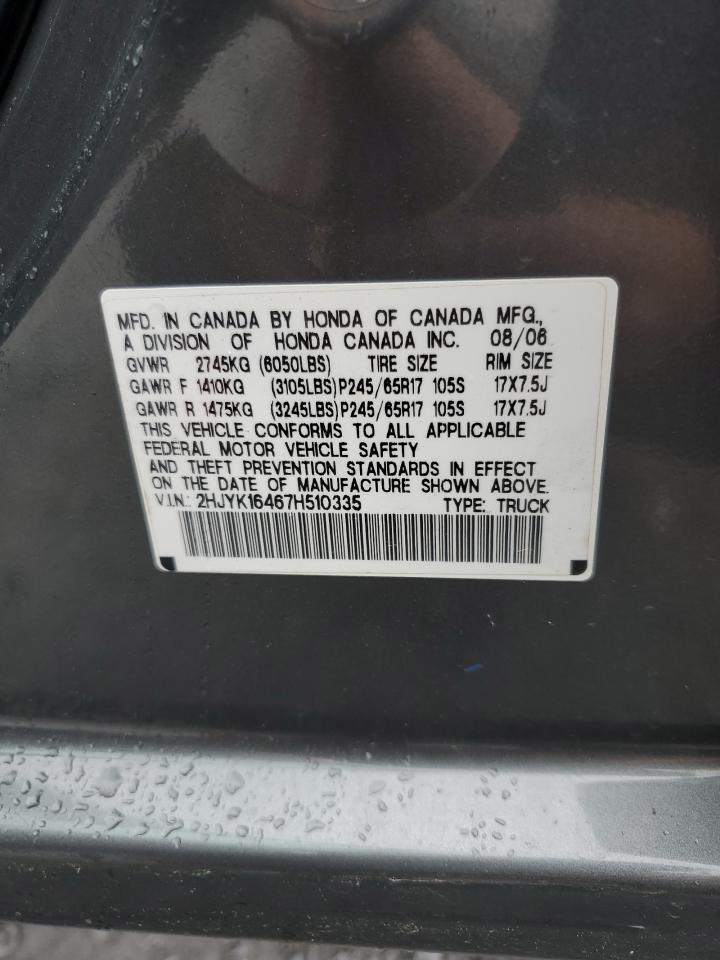 MFD. IN CANADA BY HONDA OF CANADA MFG.,
A DIVISION OF HONDA CANADA INC. 08/06
GVWR 2745KG (6050LBS) TIRE SIZE RIM SIZE
GAWR F 1410KG (3105LBS)P245/65R17 105S 17X7.5J
GAWR R 1475KG (3245LBS)P245/65R17 105S 17X7.5J
THIS VEHICLE CONFORMS TO ALL APPLICABLE
FEDERAL MOTOR VEHICLE SAFETY
AND THEFT PREVENTION STANDARDS IN EFFECT
ON THE DATE OF MANUFACTURE SHOWN ABOVE.
V.I.N.: 2HJYK16467H510335 TYPE: TRUCK